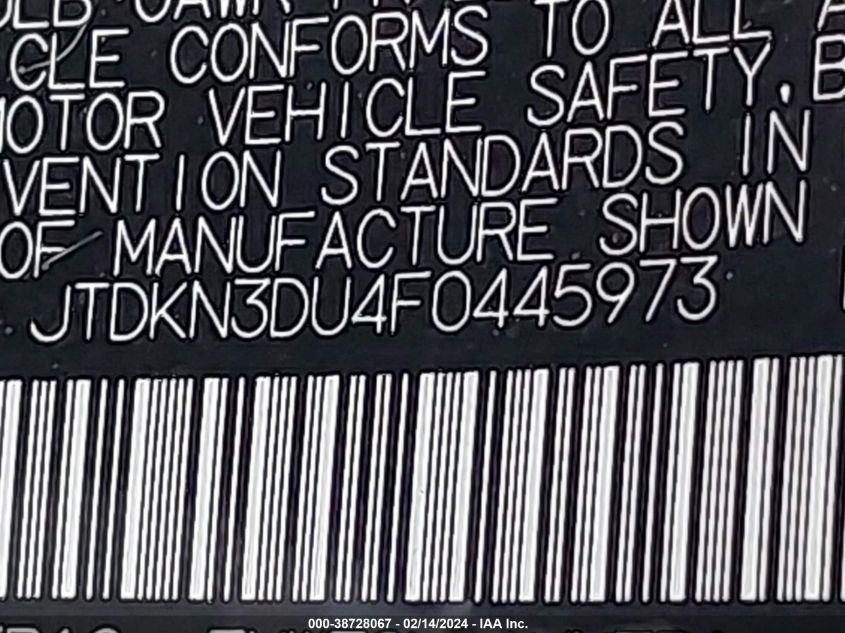 CLE CONFORMS TO ALL
MOTOR VEHICLE SAFETY, B
VENTION STANDARDS IN
OF MANUFACTURE SHOWN
JTDKN3DU4F0445973
000-38728067 - 02/14/2024 - IAA Inc.